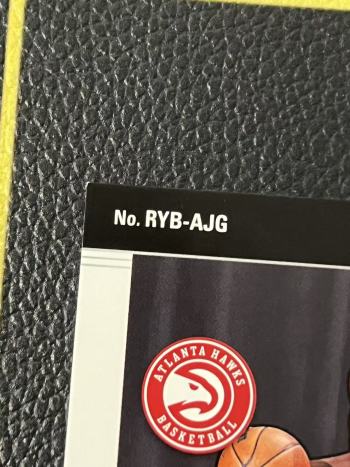 No. RYB-AJG
ATLANTA HAWKS
BASKETBALL